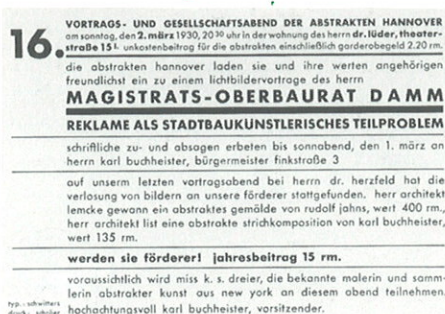 VORTRAGS- UND GESELLSCHAFTSABEND DER ABSTRAKTEN HANNOVER
16. am sonntag, den 2. märz 1930, 20³⁰ uhr in der wohnung des herrn dr. lüder, theater-
straße 15 I. unkostenbeitrag für die abstrakten einschließlich garderobegeld 2.20 rm.
die abstrakten hannover laden sie und ihre werten angehörigen
freundlichst ein zu einem lichtbildervortrage des herrn
MAGISTRATS-OBERBAURAT DAMM
REKLAME ALS STADTBAUKÜNSTLERISCHES TEILPROBLEM
schriftliche zu- und absagen erbeten bis sonnabend, den 1. märz an
herrn karl buchheister, bürgermeister finkstraße 3
auf unserm letzten vortragsabend bei herrn dr. herzfeld hat die
verlosung von bildern an unsere förderer stattgefunden. herr architekt
lemcke gewann ein abstraktes gemälde von rudolf jahns, wert 400 rm.,
herr architekt list eine abstrakte strichkomposition von karl buchheister,
wert 135 rm.
werden sie förderer! jahresbeitrag 15 rm.
voraussichtlich wird miss k. s. dreier, die bekannte malerin und samm-
lerin abstrakter kunst aus new york an diesem abend teilnehmen.
hochachtungsvoll karl buchheister, vorsitzender.
typ.: schwitters